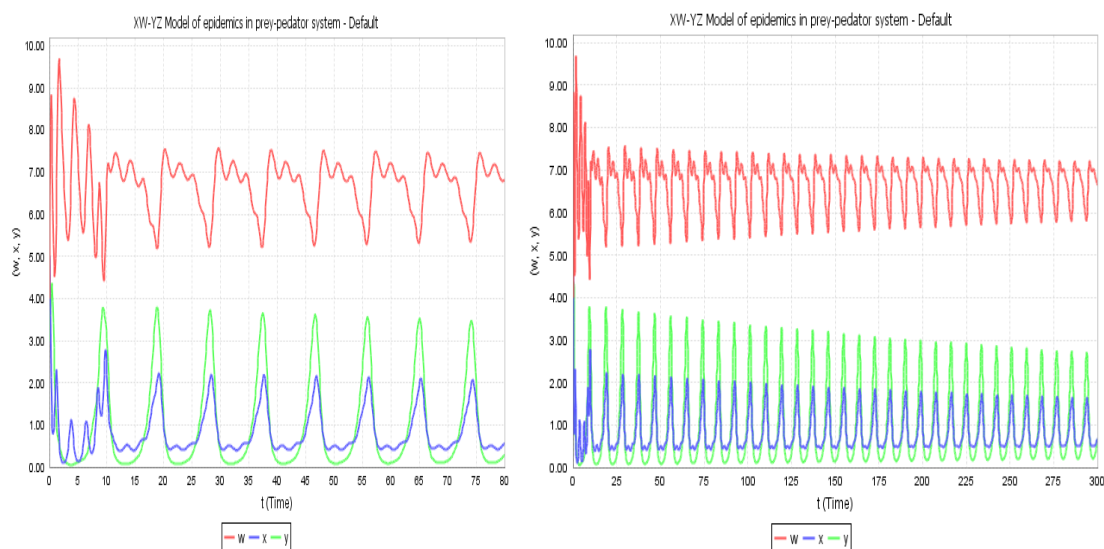 XW-YZ Model of epidemics in prey-pedator system - Default
10.00
9.00
8.00
7.00
6.00
5.00
4.00
3.00
2.00
1.00
0.00
(w, x, y)
0 5 10 15 20 25 30 35 40 45 50 55 60 65 70 75 80
t (Time)
w x y
XW-YZ Model of epidemics in prey-pedator system - Default
10.00
9.00
8.00
7.00
6.00
5.00
4.00
3.00
2.00
1.00
0.00
(w, x, y)
0 25 50 75 100 125 150 175 200 225 250 275 300
t (Time)
w x y